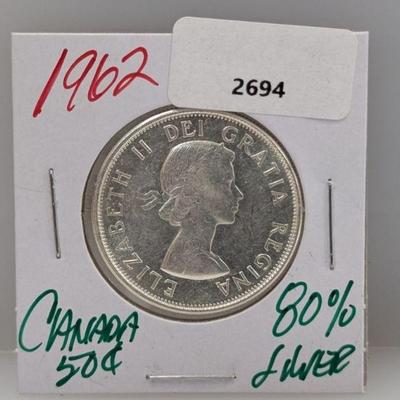 1962
2694
ELIZABETH II DEI GRATIA REGINA
CANADA
50¢
80%
SILVER